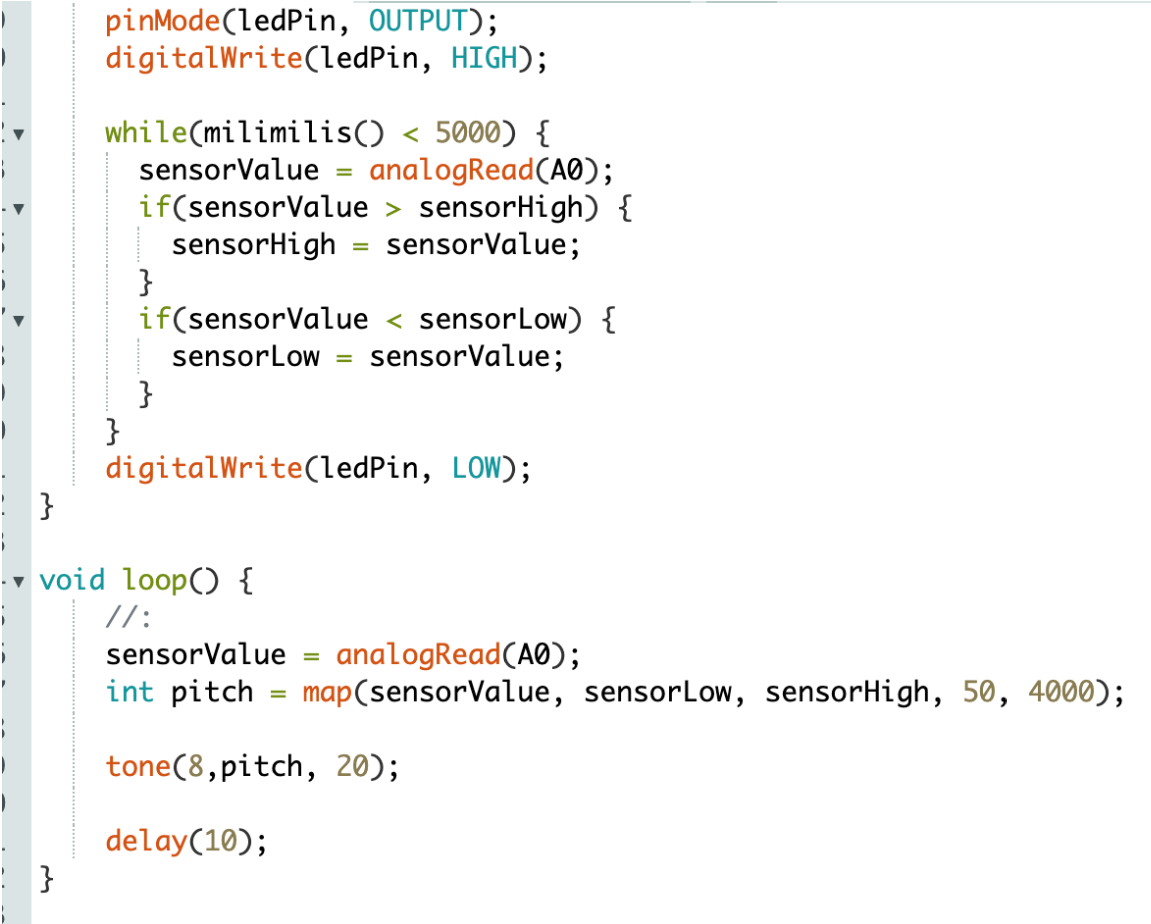 pinMode(ledPin, OUTPUT);
digitalWrite(ledPin, HIGH);
while(milimilis() < 5000) {
sensorValue = analogRead(A0);
if(sensorValue > sensorHigh) {
sensorHigh = sensorValue;
}
if(sensorValue < sensorLow) {
sensorLow = sensorValue;
}
}
digitalWrite(ledPin, LOW);
}
void loop() {
//:
sensorValue = analogRead(A0);
int pitch = map(sensorValue, sensorLow, sensorHigh, 50, 4000);
tone(8,pitch, 20);
delay(10);
}